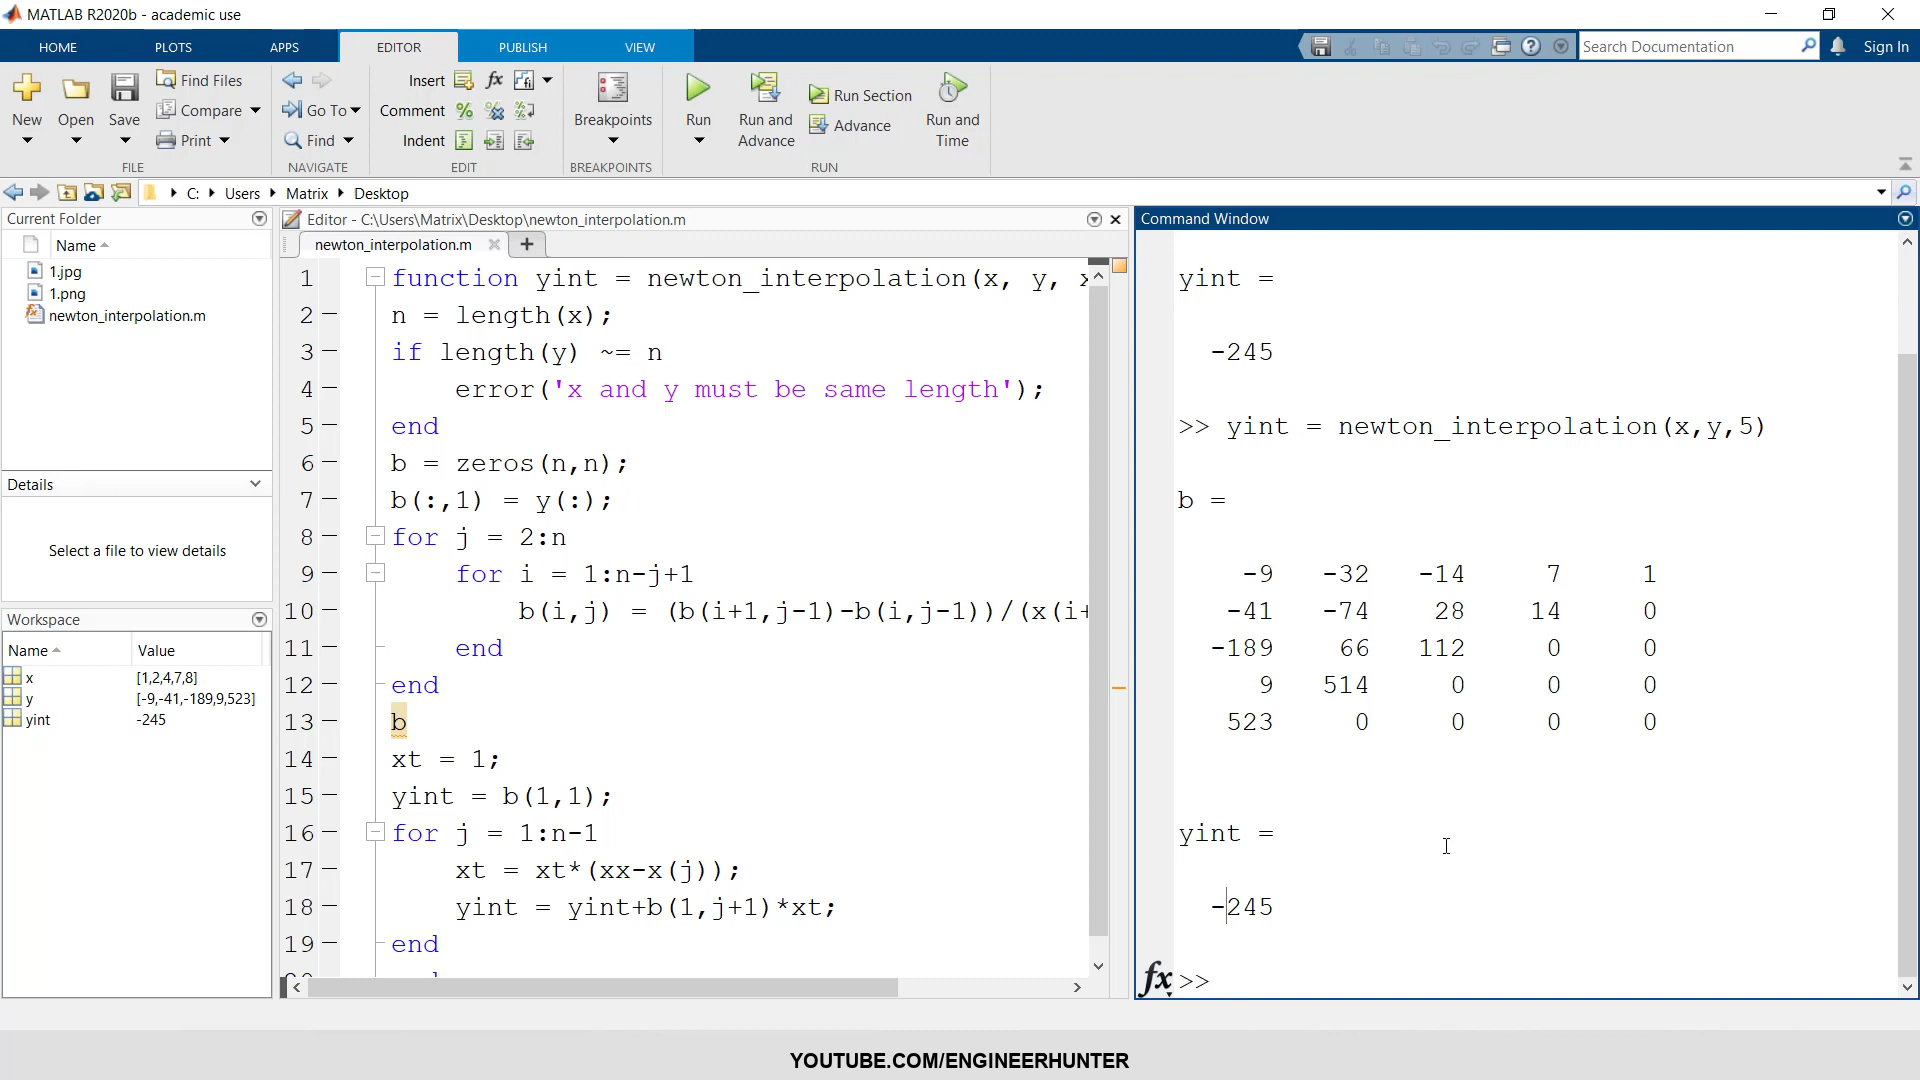 MATLAB R2020b - academic use
HOME PLOTS APPS EDITOR PUBLISH VIEW
Search Documentation
Sign In
New
Open
Save
Find Files
Compare
Print
FILE
Go To
Find
NAVIGATE
Insert fx
Comment
Indent
EDIT
Breakpoints
BREAKPOINTS
Run
Run and Advance
Run Section
Advance
Run and Time
RUN
C: Users Matrix Desktop
Current Folder
Name
1.jpg
1.png
newton_interpolation.m
Details
Select a file to view details
Workspace
Name Value
x [1,2,4,7,8]
y [-9,-41,-189,9,523]
yint -245
Editor - C:\Users\Matrix\Desktop\newton_interpolation.m
newton_interpolation.m
1 function yint = newton_interpolation(x, y, x
2 n = length(x);
3 if length(y) ~= n
4 error('x and y must be same length');
5 end
6 b = zeros(n,n);
7 b(:,1) = y(:);
8 for j = 2:n
9 for i = 1:n-j+1
10 b(i,j) = (b(i+1,j-1)-b(i,j-1))/(x(i+
11 end
12 end
13 b
14 xt = 1;
15 yint = b(1,1);
16 for j = 1:n-1
17 xt = xt*(xx-x(j));
18 yint = yint+b(1,j+1)*xt;
19 end
Command Window
yint =
-245
>> yint = newton_interpolation(x,y,5)
b =
-9 -32 -14 7 1
-41 -74 28 14 0
-189 66 112 0 0
9 514 0 0 0
523 0 0 0 0
yint =
-245
fx >>
YOUTUBE.COM/ENGINEERHUNTER